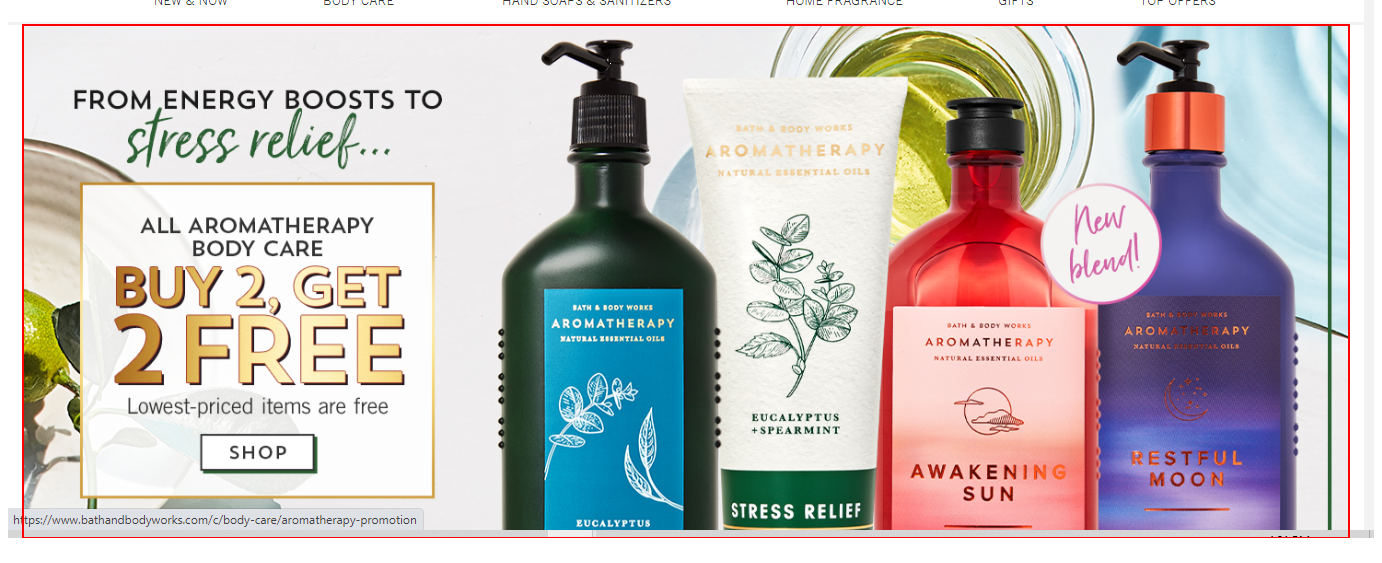 NEW & NOW
BODY CARE
HAND SOAPS & SANITIZERS
HOME FRAGRANCE
GIFTS
TOP OFFERS
FROM ENERGY BOOSTS TO
stress relief...
ALL AROMATHERAPY
BODY CARE
BUY 2, GET
2 FREE
Lowest-priced items are free
SHOP
BATH & BODY WORKS
AROMATHERAPY
NATURAL ESSENTIAL OILS
EUCALYPTUS
BATH & BODY WORKS
AROMATHERAPY
NATURAL ESSENTIAL OILS
EUCALYPTUS
+SPEARMINT
STRESS RELIEF
BATH & BODY WORKS
AROMATHERAPY
NATURAL ESSENTIAL OILS
AWAKENING
SUN
New
blend!
BATH & BODY WORKS
AROMATHERAPY
NATURAL ESSENTIAL OILS
RESTFUL
MOON
https://www.bathandbodyworks.com/c/body-care/aromatherapy-promotion